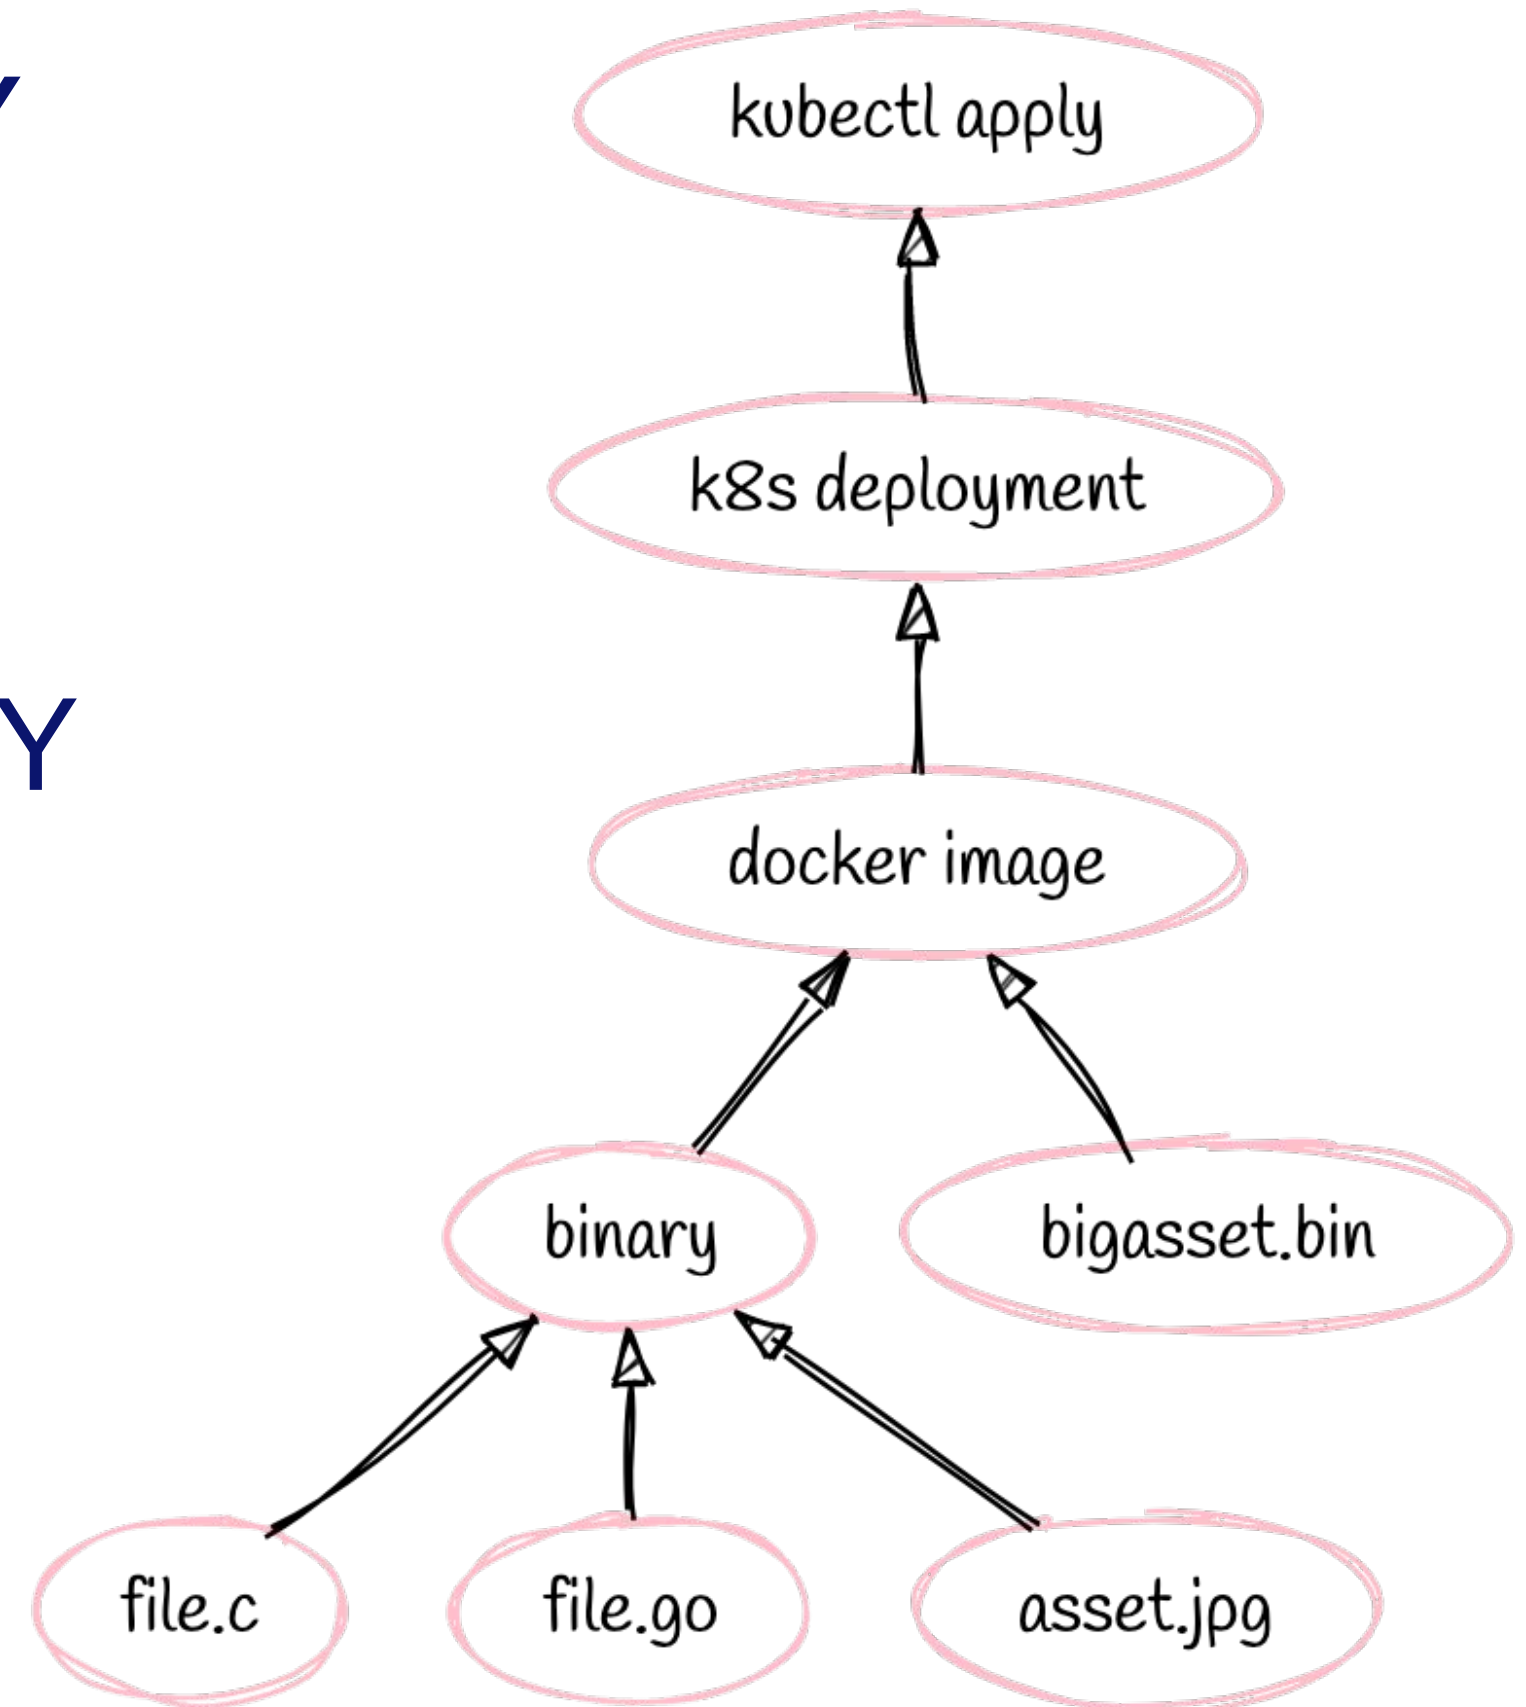 Y
kubectl apply
k8s deployment
Y
docker image
binary
bigasset.bin
file.c
file.go
asset.jpg